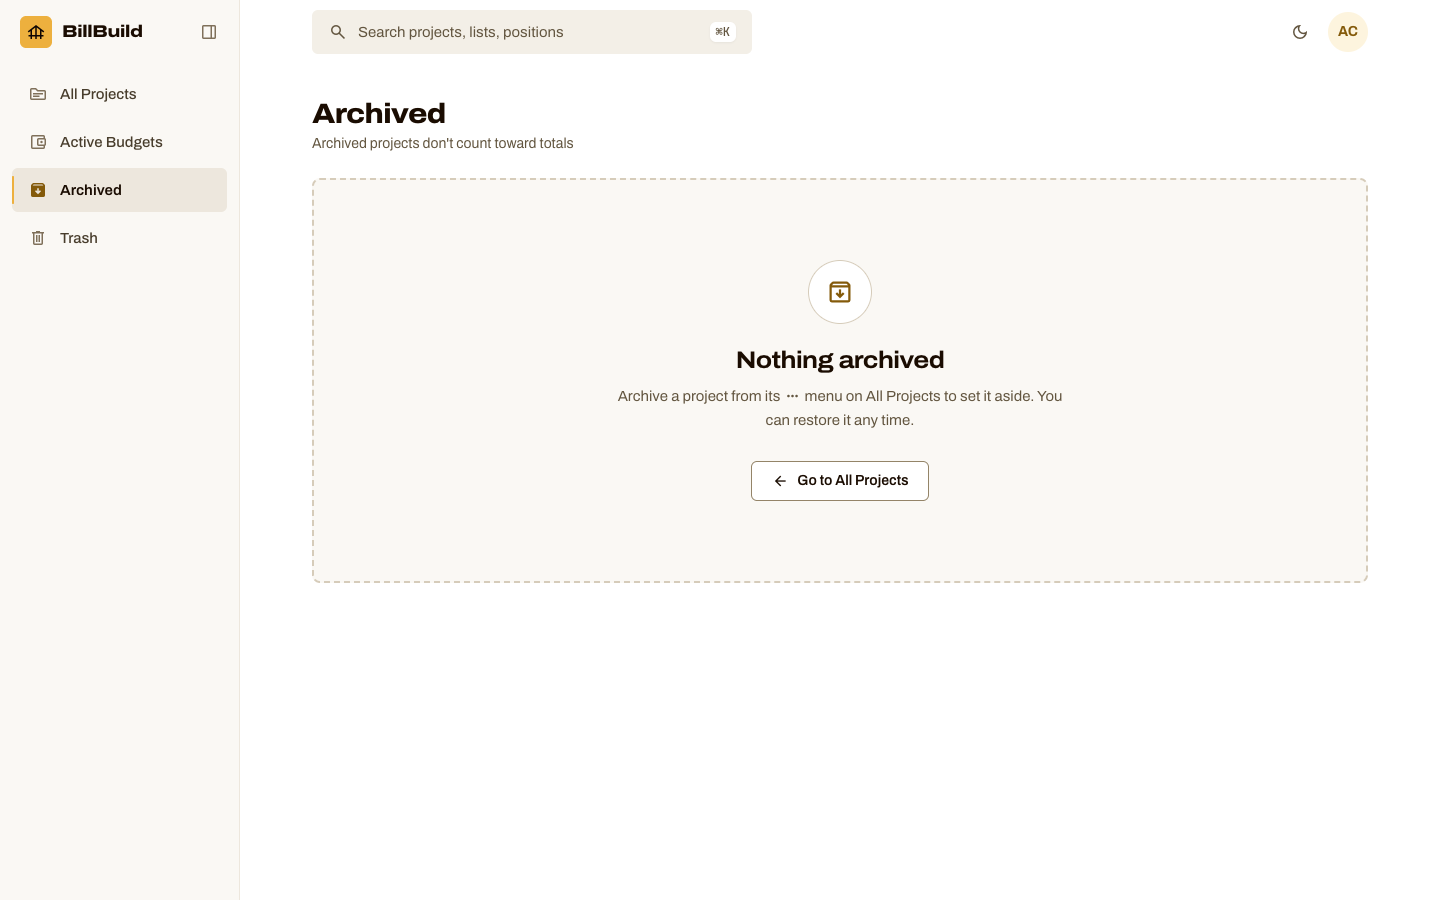 BillBuild
Search projects, lists, positions
⌘K
AC
All Projects
Active Budgets
Archived
Trash
Archived
Archived projects don't count toward totals
Nothing archived
Archive a project from its ··· menu on All Projects to set it aside. You
can restore it any time.
Go to All Projects